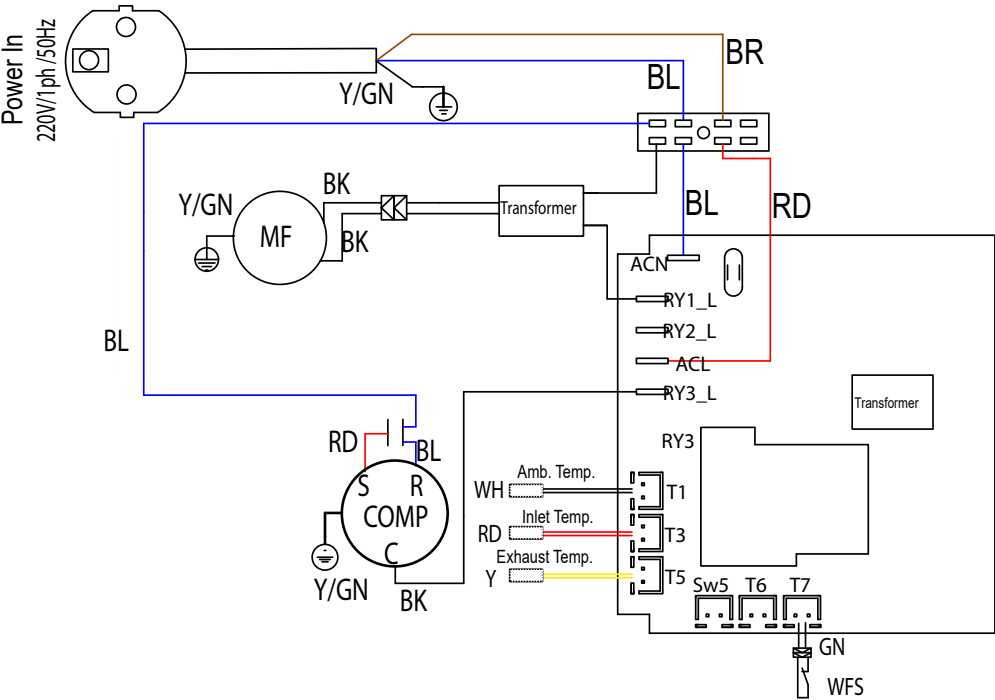 Power In
220V/1ph /50Hz
BR
BL
Y/GN
BK
Y/GN
MF
BK
Transformer
BL
RD
ACN
RY1_L
RY2_L
ACL
RY3_L
BL
Transformer
RD
BL
RY3
S
R
COMP
C
Y/GN
BK
Amb. Temp.
WH
T1
Inlet Temp.
RD
T3
Exhaust Temp.
Y
T5
Sw5
T6
T7
GN
WFS